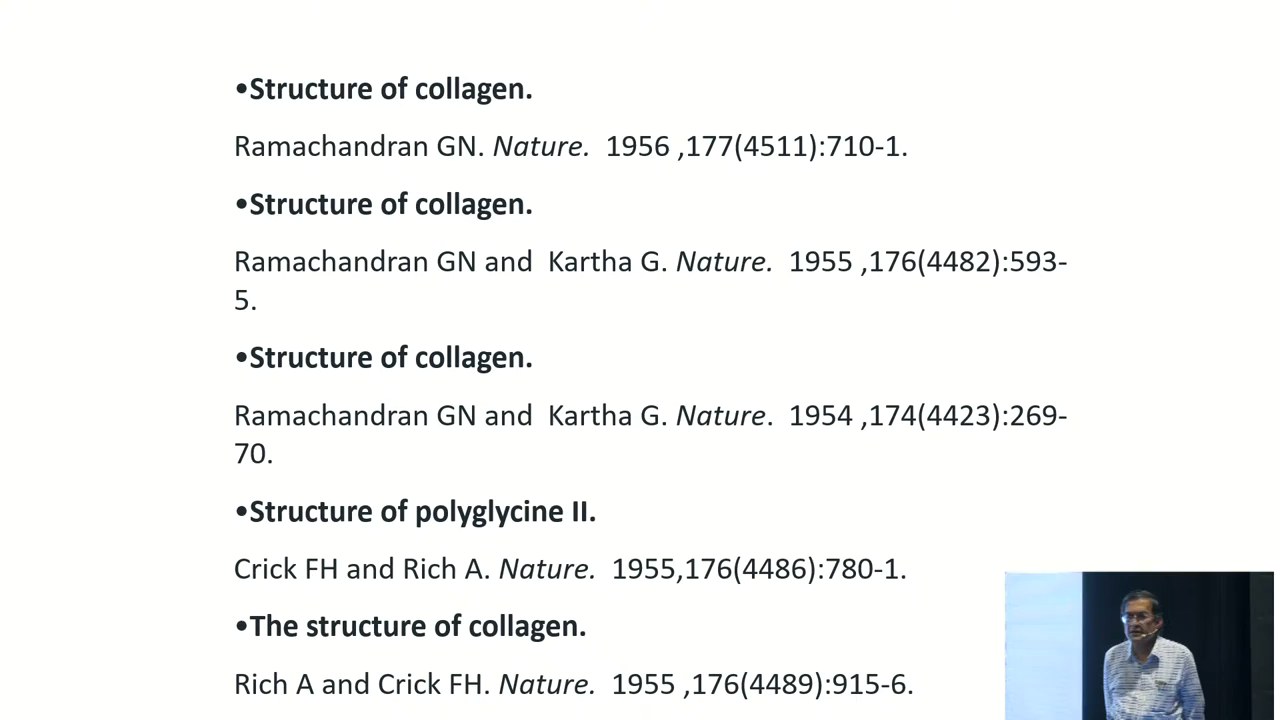 •Structure of collagen.
Ramachandran GN. Nature.  1956 ,177(4511):710-1.
•Structure of collagen.
Ramachandran GN and  Kartha G. Nature.  1955 ,176(4482):593-
5.
•Structure of collagen.
Ramachandran GN and  Kartha G. Nature.  1954 ,174(4423):269-
70.
•Structure of polyglycine II.
Crick FH and Rich A. Nature.  1955,176(4486):780-1.
•The structure of collagen.
Rich A and Crick FH. Nature.  1955 ,176(4489):915-6.